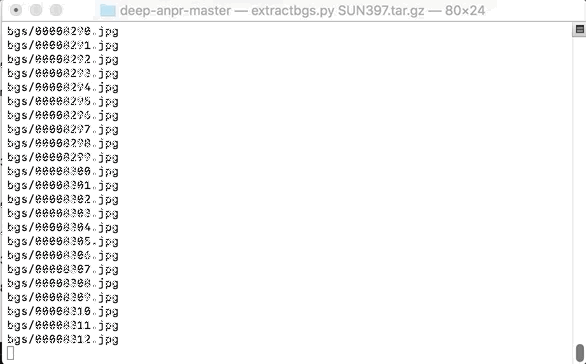 deep-anpr-master — extractbgs.py SUN397.tar.gz — 80×24
bgs/00000290.jpg
bgs/00000291.jpg
bgs/00000292.jpg
bgs/00000293.jpg
bgs/00000294.jpg
bgs/00000295.jpg
bgs/00000296.jpg
bgs/00000297.jpg
bgs/00000298.jpg
bgs/00000299.jpg
bgs/00000300.jpg
bgs/00000301.jpg
bgs/00000302.jpg
bgs/00000303.jpg
bgs/00000304.jpg
bgs/00000305.jpg
bgs/00000306.jpg
bgs/00000307.jpg
bgs/00000308.jpg
bgs/00000309.jpg
bgs/00000310.jpg
bgs/00000311.jpg
bgs/00000312.jpg